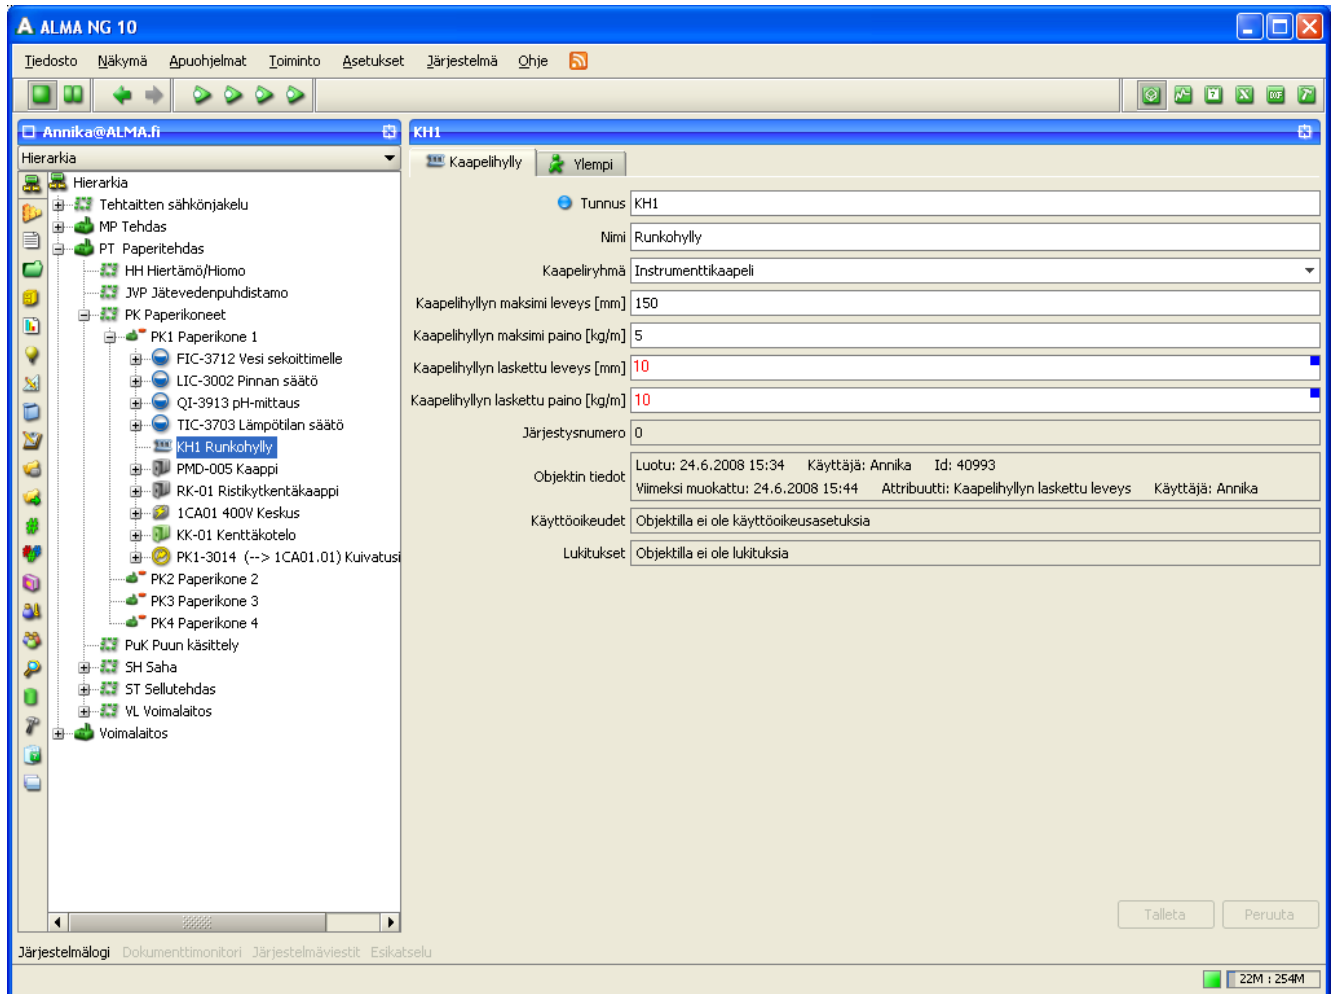 ALMA NG 10
Tiedosto Näkymä Apuohjelmat Toiminto Asetukset Järjestelmä Ohje
Annika@ALMA.fi
Hierarkia
Hierarkia
Tehtaitten sähkönjakelu
MP Tehdas
PT Paperitehdas
HH Hiertämö/Hiomo
JVP Jätevedenpuhdistamo
PK Paperikoneet
PK1 Paperikone 1
FIC-3712 Vesi sekoittimelle
LIC-3002 Pinnan säätö
QI-3913 pH-mittaus
TIC-3703 Lämpötilan säätö
KH1 Runkohylly
PMD-005 Kaappi
RK-01 Ristikytkentäkaappi
1CA01 400V Keskus
KK-01 Kenttäkotelo
PK1-3014 (--> 1CA01.01) Kuivatusi
PK2 Paperikone 2
PK3 Paperikone 3
PK4 Paperikone 4
PuK Puun käsittely
SH Saha
ST Sellutehdas
VL Voimalaitos
Voimalaitos
KH1
Kaapelihylly Ylempi
Tunnus KH1
Nimi Runkohylly
Kaapeliryhmä Instrumenttikaapeli
Kaapelihyllyn maksimi leveys [mm] 150
Kaapelihyllyn maksimi paino [kg/m] 5
Kaapelihyllyn laskettu leveys [mm] 10
Kaapelihyllyn laskettu paino [kg/m] 10
Järjestysnumero 0
Objektin tiedot
Luotu: 24.6.2008 15:34 Käyttäjä: Annika Id: 40993
Viimeksi muokattu: 24.6.2008 15:44 Attribuutti: Kaapelihyllyn laskettu leveys Käyttäjä: Annika
Käyttöoikeudet Objektilla ei ole käyttöoikeusasetuksia
Lukitukset Objektilla ei ole lukituksia
Talleta Peruuta
Järjestelmälogi Dokumenttimonitori Järjestelmäviestit Esikatselu
22M : 254M